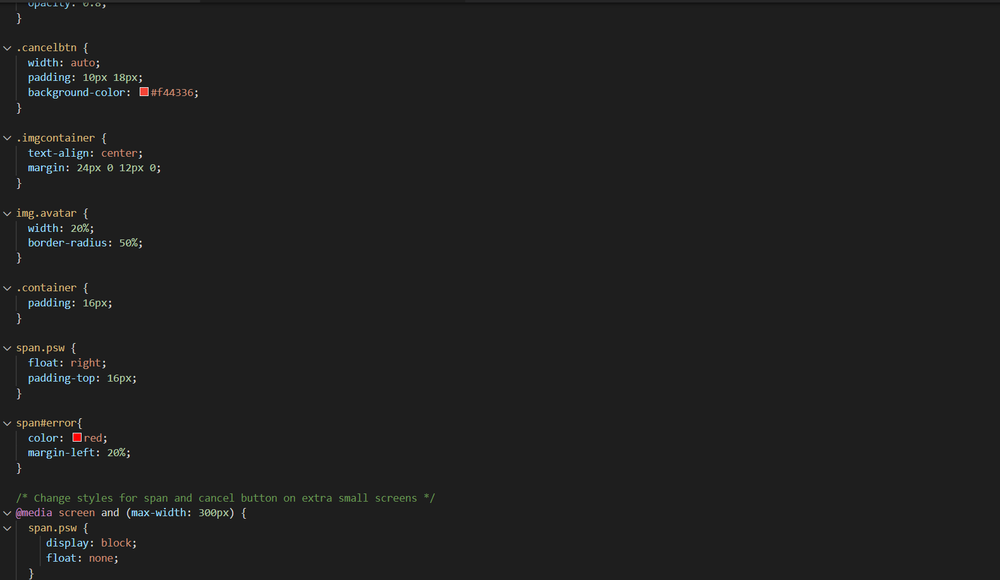 opacity: 0.8;
}

.cancelbtn {
  width: auto;
  padding: 10px 18px;
  background-color: #f44336;
}

.imgcontainer {
  text-align: center;
  margin: 24px 0 12px 0;
}

img.avatar {
  width: 20%;
  border-radius: 50%;
}

.container {
  padding: 16px;
}

span.psw {
  float: right;
  padding-top: 16px;
}

span#error{
  color: red;
  margin-left: 20%;
}

/* Change styles for span and cancel button on extra small screens */
@media screen and (max-width: 300px) {
  span.psw {
     display: block;
     float: none;
  }